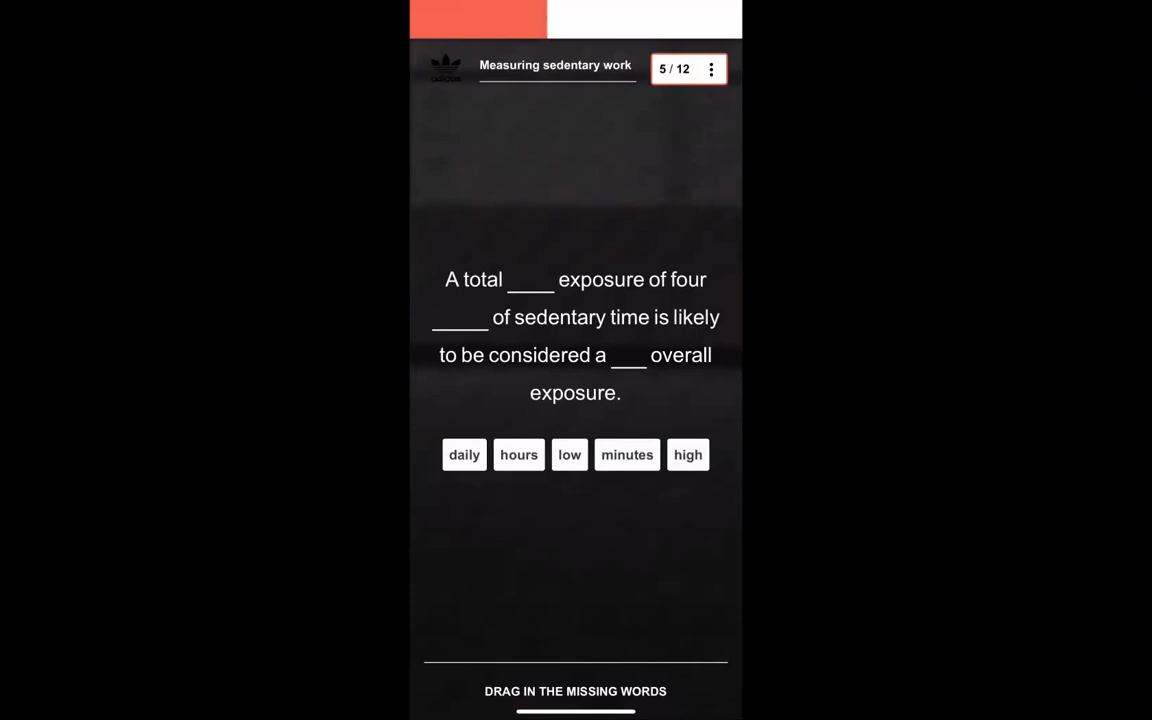 Measuring sedentary work
5 / 12
A total ____ exposure of four
_____ of sedentary time is likely
to be considered a ___ overall
exposure.
daily hours low minutes high
DRAG IN THE MISSING WORDS